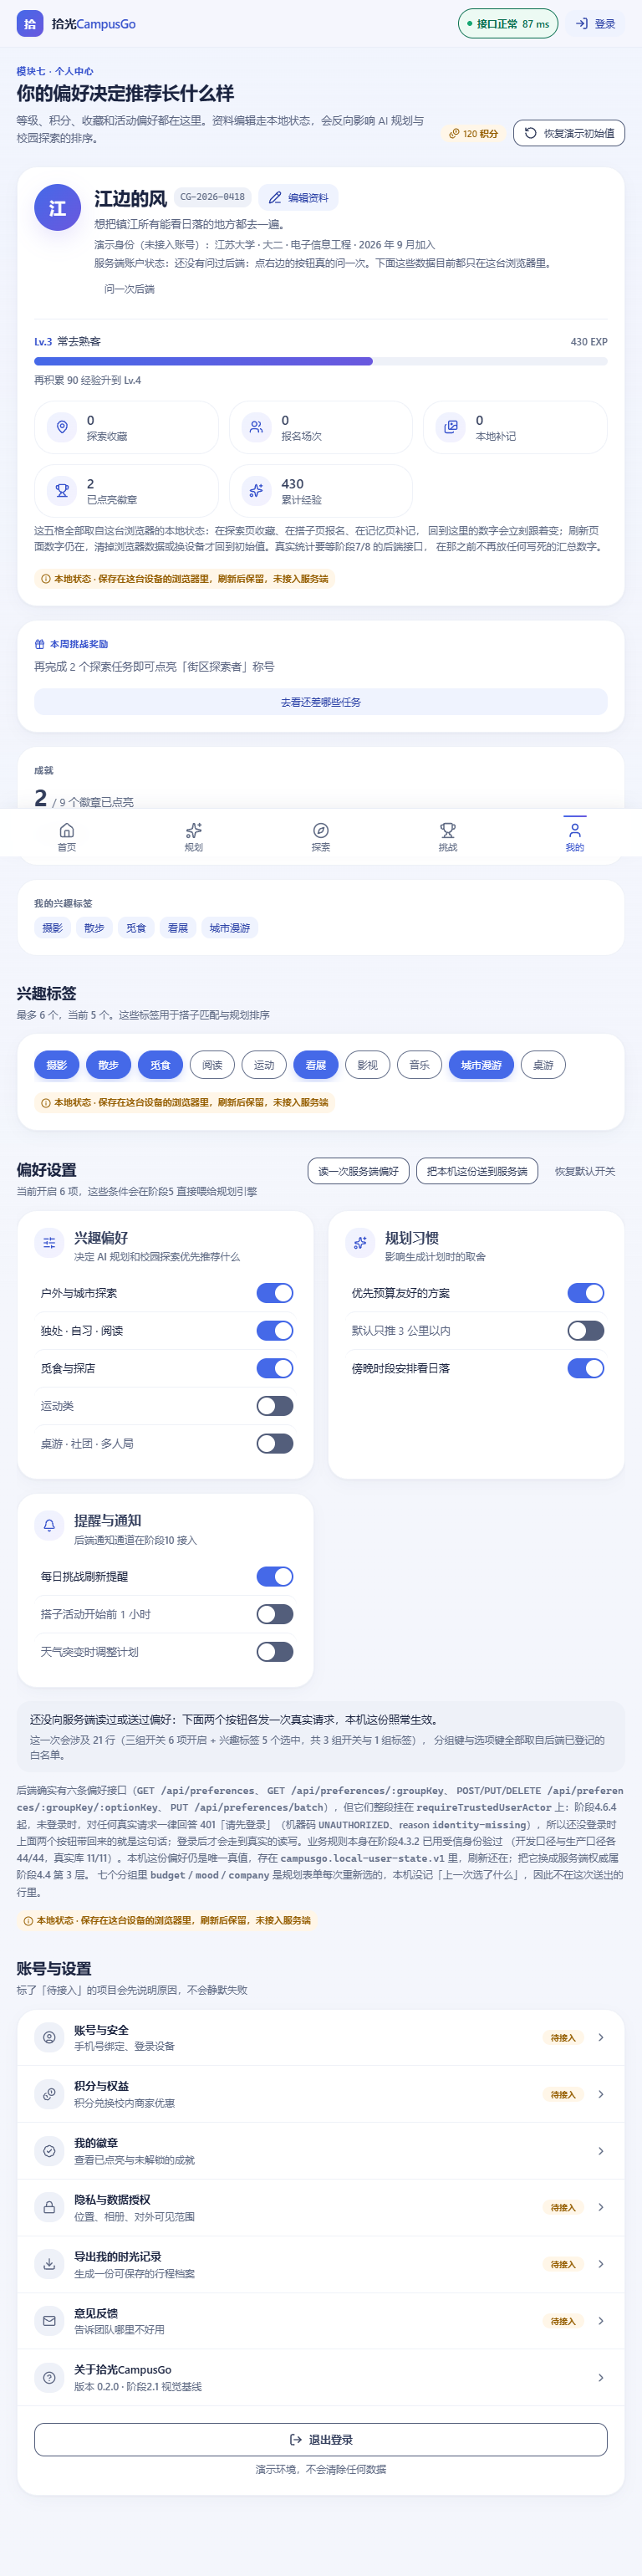 拾 拾光CampusGo
接口正常 87 ms
登录
模块七 · 个人中心
你的偏好决定推荐长什么样
等级、积分、收藏和活动偏好都在这里。资料编辑走本地状态，会反向影响 AI 规划与
校园探索的排序。
120 积分
恢复演示初始值
江
江边的风
CG-2026-0418
编辑资料
想把镇江所有能看日落的地方都去一遍。
演示身份（未接入账号）：江苏大学 · 大二 · 电子信息工程 · 2026 年 9 月加入
服务端账户状态：还没有问过后端：点右边的按钮真的问一次。下面这些数据目前都只在这台浏览器里。
问一次后端
Lv.3 常去熟客
430 EXP
再积累 90 经验升到 Lv.4
0
探索收藏
0
报名场次
0
本地补记
2
已点亮徽章
430
累计经验
这五格全部取自这台浏览器的本地状态：在探索页收藏、在搭子页报名、在记忆页补记， 回到这里的数字会立刻跟着变；刷新页
面数字仍在，清掉浏览器数据或换设备才回到初始值。真实统计要等阶段7/8 的后端接口， 在那之前不再放任何写死的汇总数字。
本地状态 · 保存在这台设备的浏览器里，刷新后保留，未接入服务端
本周挑战奖励
再完成 2 个探索任务即可点亮「街区探索者」称号
去看还差哪些任务
成就
2 / 9 个徽章已点亮
首页
规划
探索
挑战
我的
我的兴趣标签
摄影 散步 觅食 看展 城市漫游
兴趣标签
最多 6 个，当前 5 个。这些标签用于搭子匹配与规划排序
摄影 散步 觅食 阅读 运动 看展 影视 音乐 城市漫游 桌游
本地状态 · 保存在这台设备的浏览器里，刷新后保留，未接入服务端
偏好设置
当前开启 6 项，这些条件会在阶段5 直接喂给规划引擎
读一次服务端偏好
把本机这份送到服务端
恢复默认开关
兴趣偏好
决定 AI 规划和校园探索优先推荐什么
户外与城市探索
独处 · 自习 · 阅读
觅食与探店
运动类
桌游 · 社团 · 多人局
规划习惯
影响生成计划时的取舍
优先预算友好的方案
默认只推 3 公里以内
傍晚时段安排看日落
提醒与通知
后端通知通道在阶段10 接入
每日挑战刷新提醒
搭子活动开始前 1 小时
天气突变时调整计划
还没向服务端读过或送过偏好：下面两个按钮各发一次真实请求，本机这份照常生效。
这一次会涉及 21 行（三组开关 6 项开启 + 兴趣标签 5 个选中，共 3 组开关与 1 组标签）， 分组键与选项键全部取自后端已登记的
白名单。
后端确实有六条偏好接口（GET /api/preferences、 GET /api/preferences/:groupKey、 POST/PUT/DELETE /api/preferen
ces/:groupKey/:optionKey、 PUT /api/preferences/batch），但它们整段挂在 requireTrustedUserActor 上：阶段4.6.4
起，未登录时，对任何真实请求一律回答 401「请先登录」（机器码 UNAUTHORIZED、reason identity-missing），所以还没登录时
上面两个按钮带回来的就是这句话；登录后才会走到真实的读写。业务规则本身在阶段4.3.2 已用受信身份验过 （开发口径与生产口径各
44/44，真实库 11/11）。本机这份偏好仍是唯一真值，存在 campusgo.local-user-state.v1 里，刷新还在；把它换成服务端权威属
阶段4.4 第 3 层。 七个分组里 budget / mood / company 是规划表单每次重新选的，本机没记「上一次选了什么」，因此不在这次送出的
行里。
本地状态 · 保存在这台设备的浏览器里，刷新后保留，未接入服务端
账号与设置
标了「待接入」的项目会先说明原因，不会静默失败
账号与安全
手机号绑定、登录设备
待接入
积分与权益
积分兑换校内商家优惠
待接入
我的徽章
查看已点亮与未解锁的成就
隐私与数据授权
位置、相册、对外可见范围
待接入
导出我的时光记录
生成一份可保存的行程档案
待接入
意见反馈
告诉团队哪里不好用
待接入
关于拾光CampusGo
版本 0.2.0 · 阶段2.1 视觉基线
退出登录
演示环境，不会清除任何数据